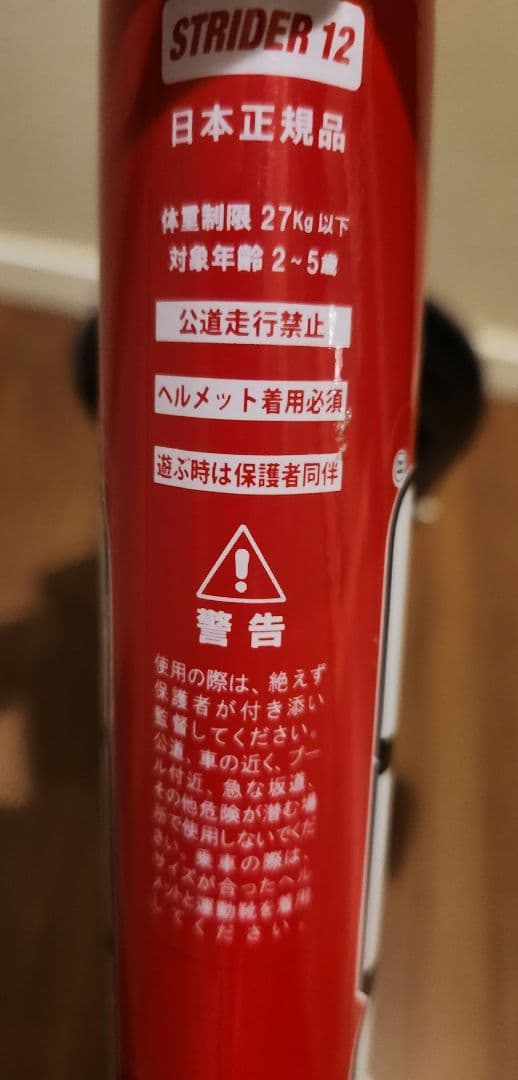 STRIDER 12
日本正規品
体重制限 27Kg以下
対象年齢 2~5歳
公道走行禁止
ヘルメット着用必須
遊ぶ時は保護者同伴
警告
使用の際は、絶えず
保護者が付き添い
監督してください。
公道、車の近く、プー
ル付近、急な坂道、
その他危険が潜む場
所で使用しないでくだ
さい。乗車の際は、
サイズが合ったヘル
メットと運動靴を着用
してください。